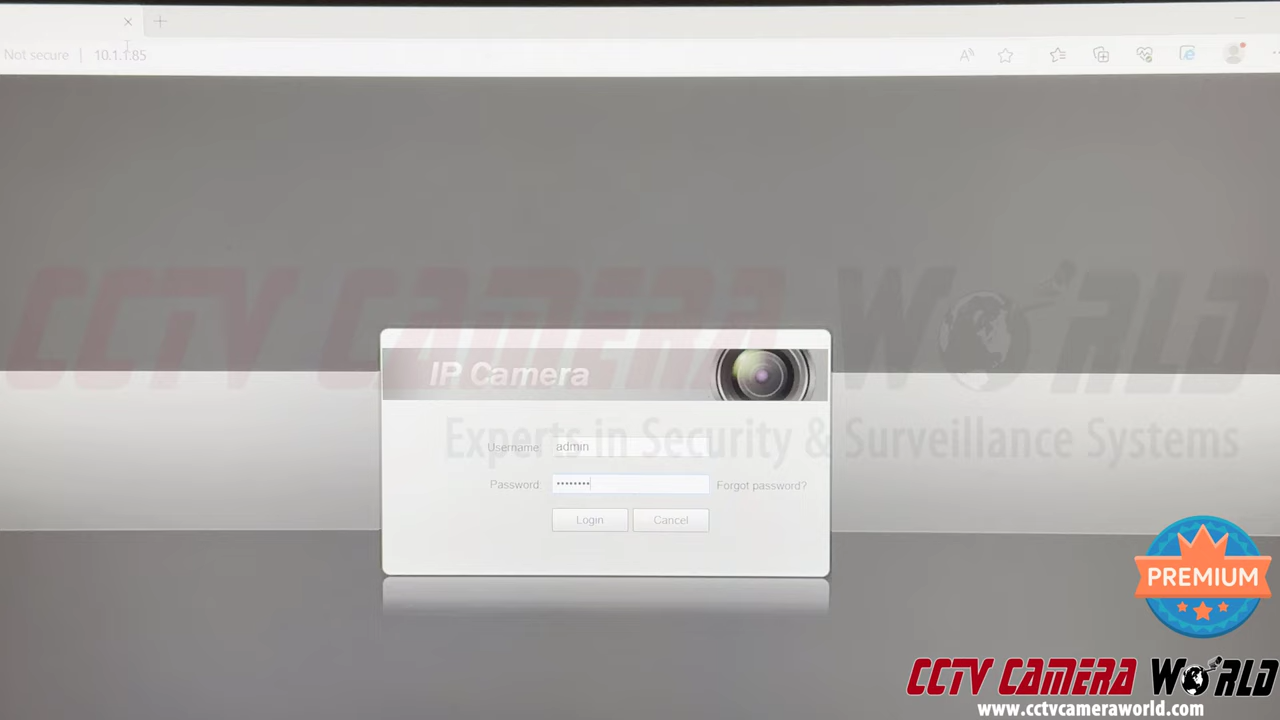 Not secure | 10.1.1.85
CCTV CAMERA WORLD
Experts in Security & Surveillance Systems
IP Camera
Username: admin
Password: ••••••••
Forgot password?
Login Cancel
PREMIUM
CCTV CAMERA WORLD
www.cctvcameraworld.com